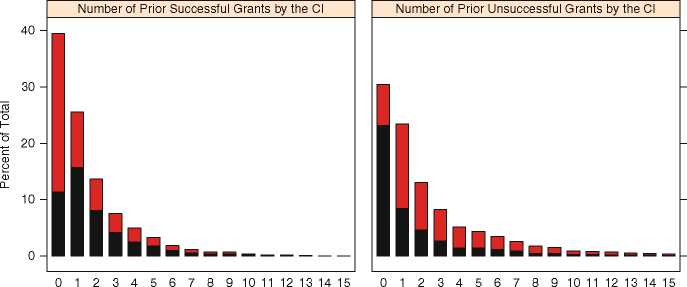 Number of Prior Successful Grants by the CI
Number of Prior Unsuccessful Grants by the CI
Percent of Total
40
30
20
10
0
0 1 2 3 4 5 6 7 8 9 10 11 12 13 14 15
0 1 2 3 4 5 6 7 8 9 10 11 12 13 14 15